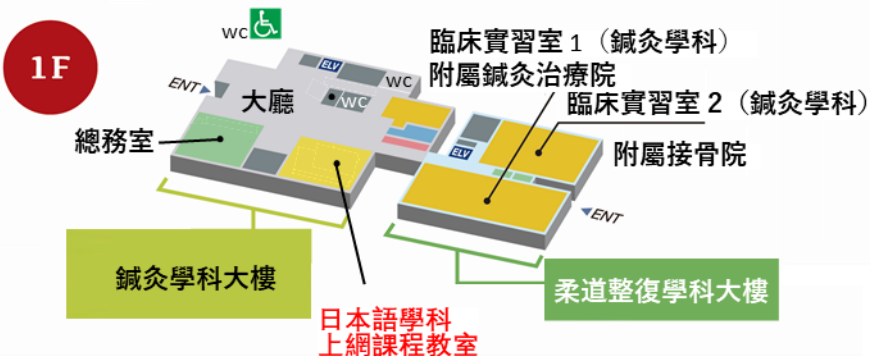 1F
wc
ELV
wc
wc
ENT
大廳
總務室
臨床實習室 1（鍼灸學科）
附屬鍼灸治療院
臨床實習室 2（鍼灸學科）
附屬接骨院
ELV
ENT
鍼灸學科大樓
柔道整復學科大樓
日本語學科
上網課程教室